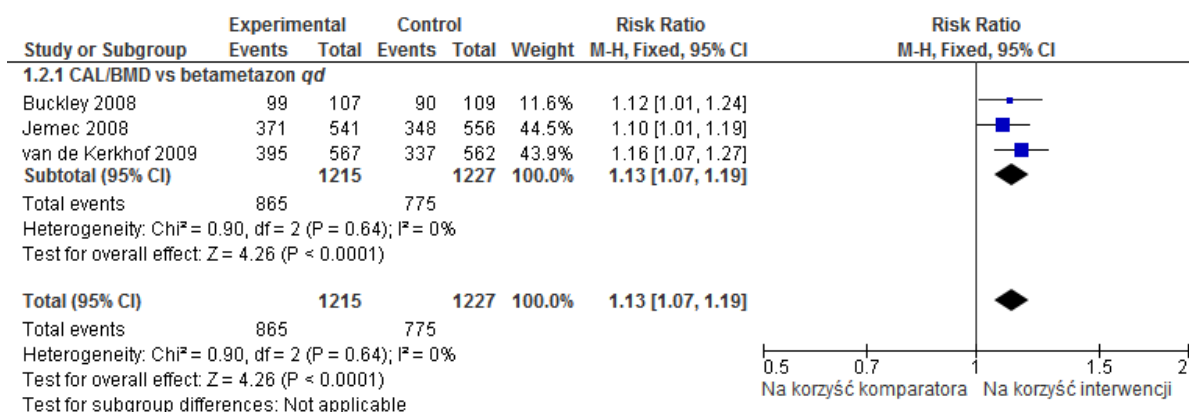 Experimental Control Risk Ratio Risk Ratio
Study or Subgroup Events Total Events Total Weight M-H, Fixed, 95% CI M-H, Fixed, 95% CI
1.2.1 CAL/BMD vs betametazon qd
Buckley 2008 99 107 90 109 11.6% 1.12 [1.01, 1.24]
Jemec 2008 371 541 348 556 44.5% 1.10 [1.01, 1.19]
van de Kerkhof 2009 395 567 337 562 43.9% 1.16 [1.07, 1.27]
Subtotal (95% CI) 1215 1227 100.0% 1.13 [1.07, 1.19]
Total events 865 775
Heterogeneity: Chi² = 0.90, df = 2 (P = 0.64); I² = 0%
Test for overall effect: Z = 4.26 (P < 0.0001)
Total (95% CI) 1215 1227 100.0% 1.13 [1.07, 1.19]
Total events 865 775
Heterogeneity: Chi² = 0.90, df = 2 (P = 0.64); I² = 0%
Test for overall effect: Z = 4.26 (P < 0.0001)
Test for subgroup differences: Not applicable
0.5 0.7 1 1.5 2
Na korzyść komparatora Na korzyść interwencji